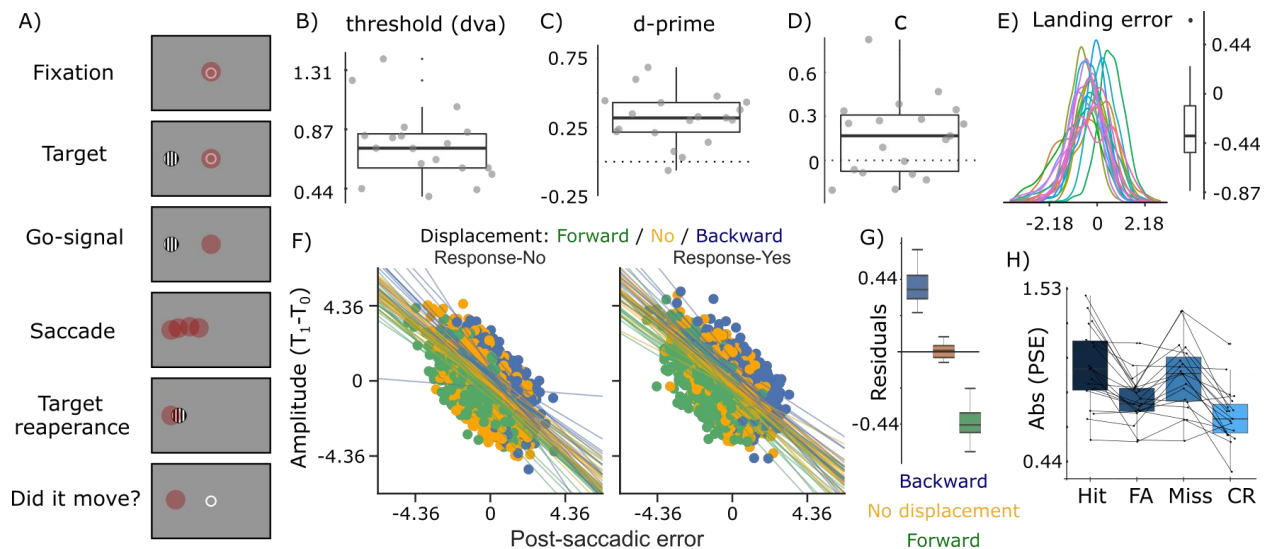 A)
Fixation
Target
Go-signal
Saccade
Target
reaperance
Did it move?
B)
threshold (dva)
1.31
0.87
0.44
C)
d-prime
0.75
0.25
-0.25
D)
c
0.6
0.3
0
E)
Landing error
-2.18
0
2.18
0.44
0
-0.44
-0.87
F)
Displacement: Forward / No / Backward
Response-No
Response-Yes
Amplitude (T1-T0)
4.36
0
-4.36
-4.36
0
4.36
-4.36
0
4.36
Post-saccadic error
G)
Residuals
0.44
-0.44
Backward
No displacement
Forward
H)
Abs (PSE)
1.53
0.44
Hit
FA
Miss
CR